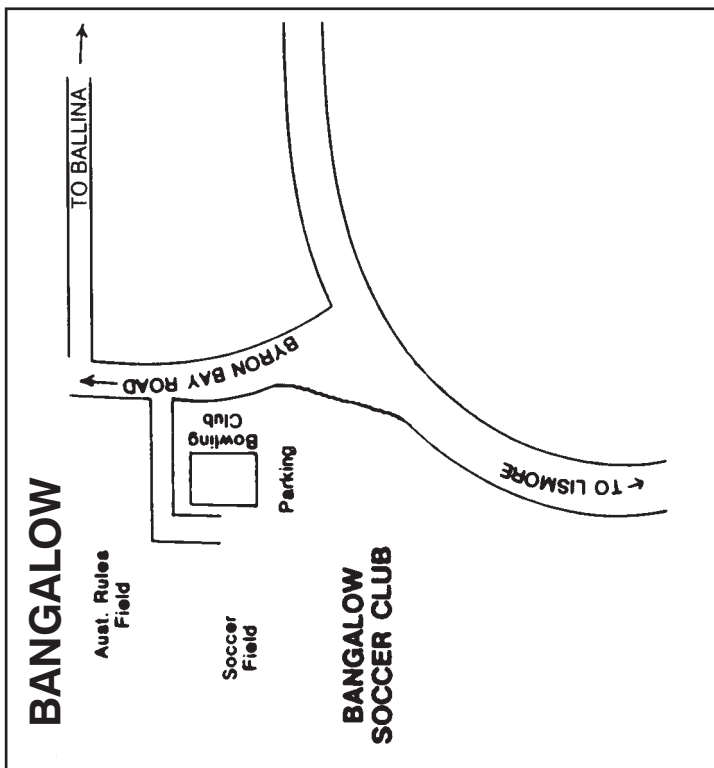 BANGALOW
TO BALLINA
BYRON BAY ROAD
Bowling
Club
Parking
Aust. Rules
Field
Soccer
Field
BANGALOW
SOCCER CLUB
TO LISMORE